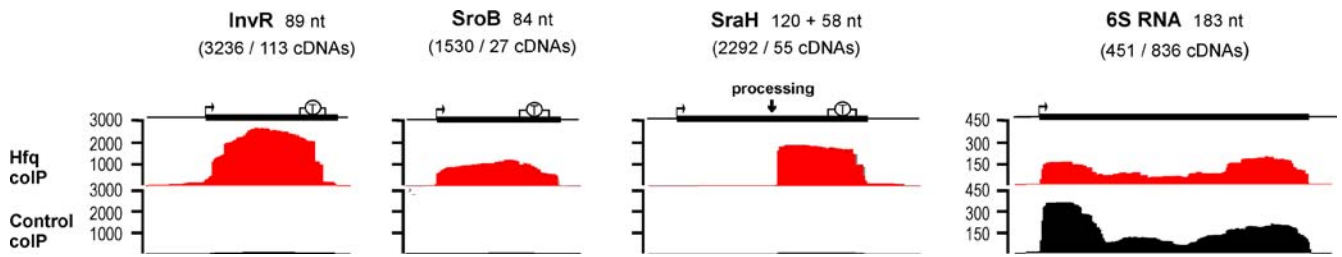 InvR 89 nt
(3236 / 113 cDNAs)
SroB 84 nt
(1530 / 27 cDNAs)
SraH 120 + 58 nt
(2292 / 55 cDNAs)
6S RNA 183 nt
(451 / 836 cDNAs)
T
T
processing
T
Hfq
coIP
3000
2000
1000
450
300
150
Control
coIP
3000
2000
1000
450
300
150